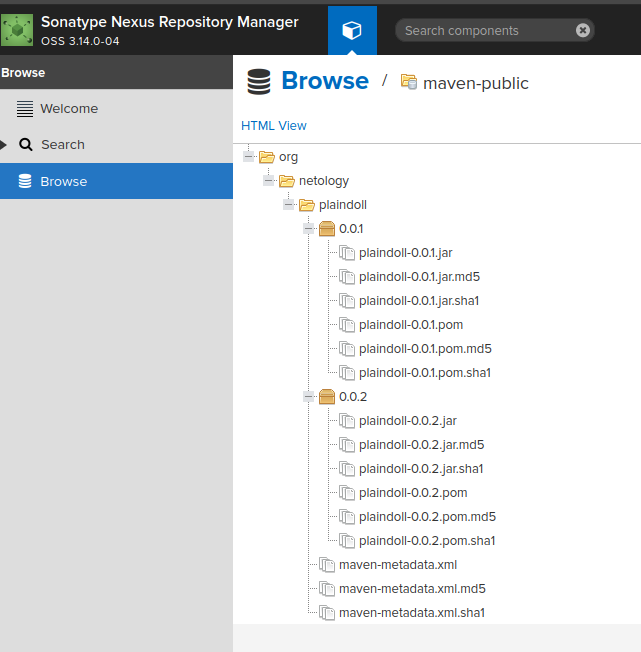 Sonatype Nexus Repository Manager
OSS 3.14.0-04
Search components
Browse
Welcome
Search
Browse
Browse / maven-public
HTML View
org
netology
plaindoll
0.0.1
plaindoll-0.0.1.jar
plaindoll-0.0.1.jar.md5
plaindoll-0.0.1.jar.sha1
plaindoll-0.0.1.pom
plaindoll-0.0.1.pom.md5
plaindoll-0.0.1.pom.sha1
0.0.2
plaindoll-0.0.2.jar
plaindoll-0.0.2.jar.md5
plaindoll-0.0.2.jar.sha1
plaindoll-0.0.2.pom
plaindoll-0.0.2.pom.md5
plaindoll-0.0.2.pom.sha1
maven-metadata.xml
maven-metadata.xml.md5
maven-metadata.xml.sha1